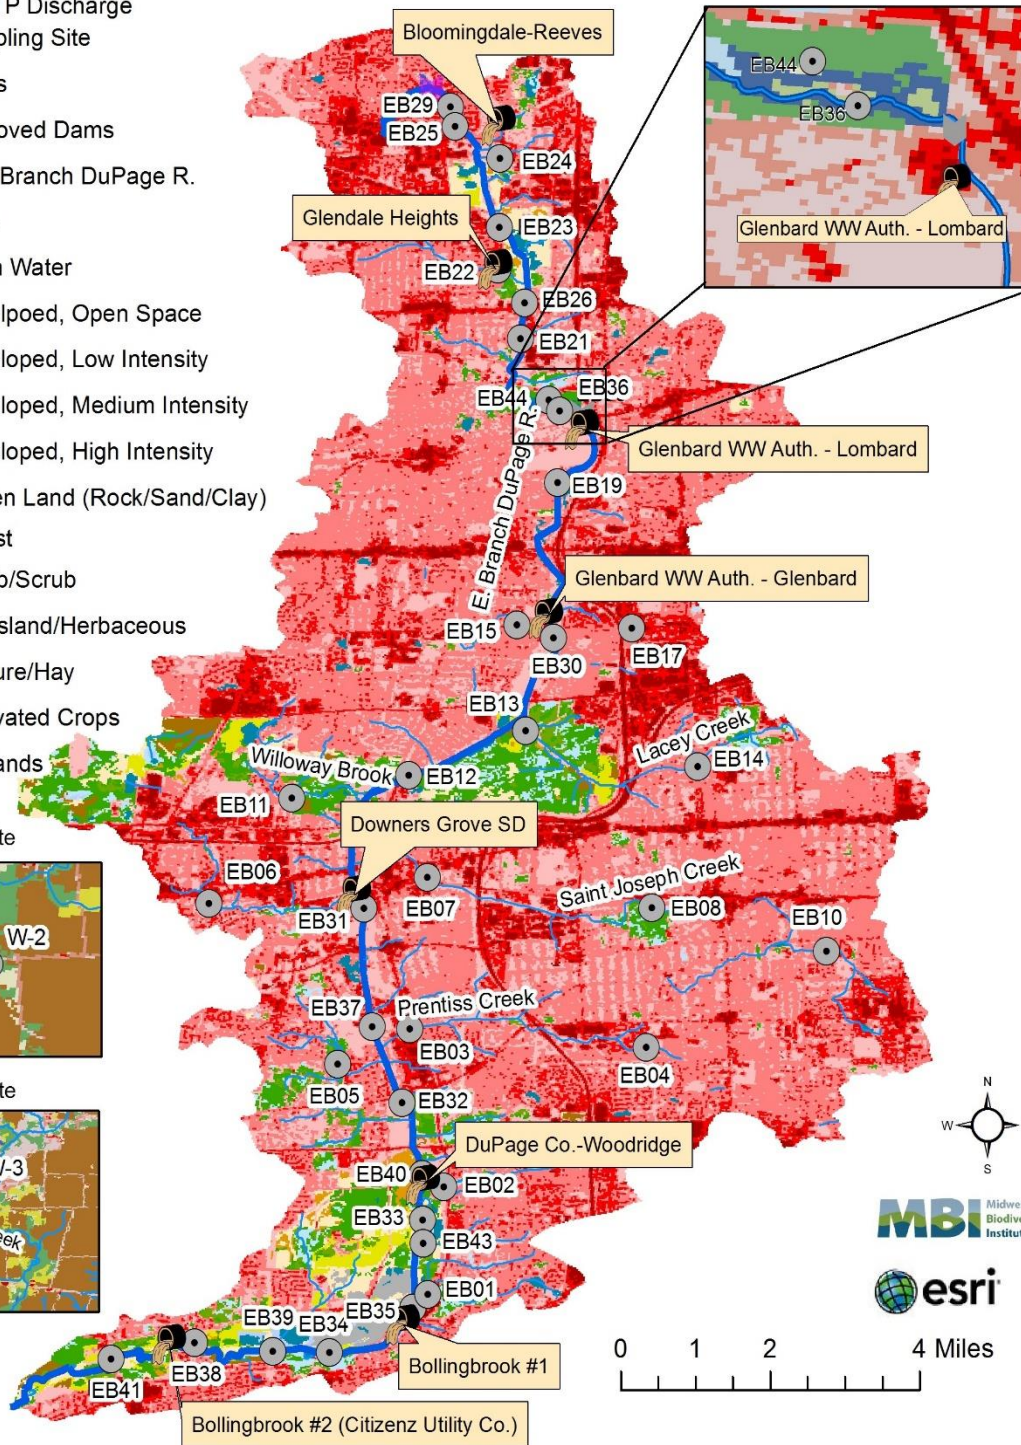 P Discharge
pling Site
s
oved Dams
Branch DuPage R.
n Water
lpoed, Open Space
loped, Low Intensity
loped, Medium Intensity
loped, High Intensity
en Land (Rock/Sand/Clay)
st
b/Scrub
sland/Herbaceous
ure/Hay
vated Crops
ands
te
W-2
te
V-3
eek
Bloomingdale-Reeves
EB29
EB25
EB24
Glendale Heights
EB23
EB22
EB26
EB21
EB44
EB36
Glenbard WW Auth. - Lombard
EB44
EB36
Glenbard WW Auth. - Lombard
EB19
E. Branch DuPage R.
Glenbard WW Auth. - Glenbard
EB15
EB30
EB17
EB13
Lacey Creek
EB14
Willoway Brook
EB12
EB11
Downers Grove SD
EB06
EB31
EB07
Saint Joseph Creek
EB08
EB10
EB37
Prentiss Creek
EB03
EB04
EB05
EB32
DuPage Co.-Woodridge
EB40
EB02
EB33
EB43
EB01
EB35
EB39
EB34
EB38
EB41
Bollingbrook #1
Bollingbrook #2 (Citizenz Utility Co.)
N
W
S
MBI
Midwe
Biodive
Institut
esri
0 1 2 4 Miles